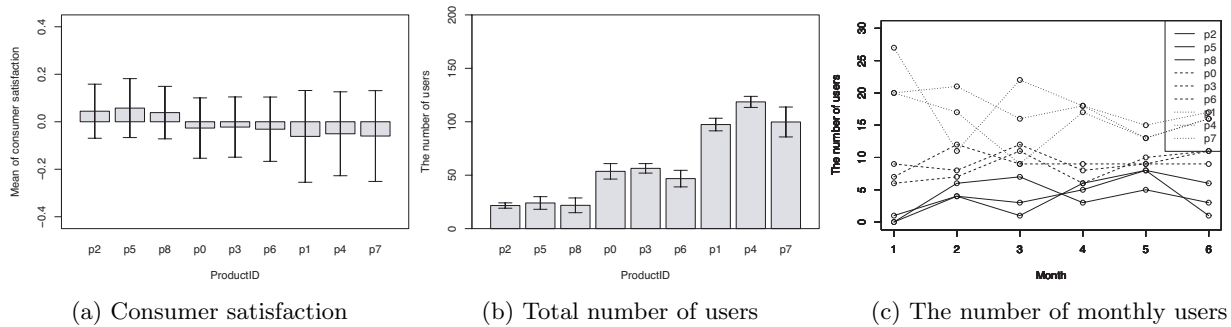 0.4
0.2
0.0
-0.2
-0.4
Mean of consumer satisfaction
p2 p5 p8 p0 p3 p6 p1 p4 p7
ProductID
(a) Consumer satisfaction
200
150
100
50
0
The number of users
p2 p5 p8 p0 p3 p6 p1 p4 p7
ProductID
(b) Total number of users
30
25
20
15
10
5
0
The number of users
p2
p5
p8
p0
p3
p6
p1
p4
p7
1 2 3 4 5 6
Month
(c) The number of monthly users